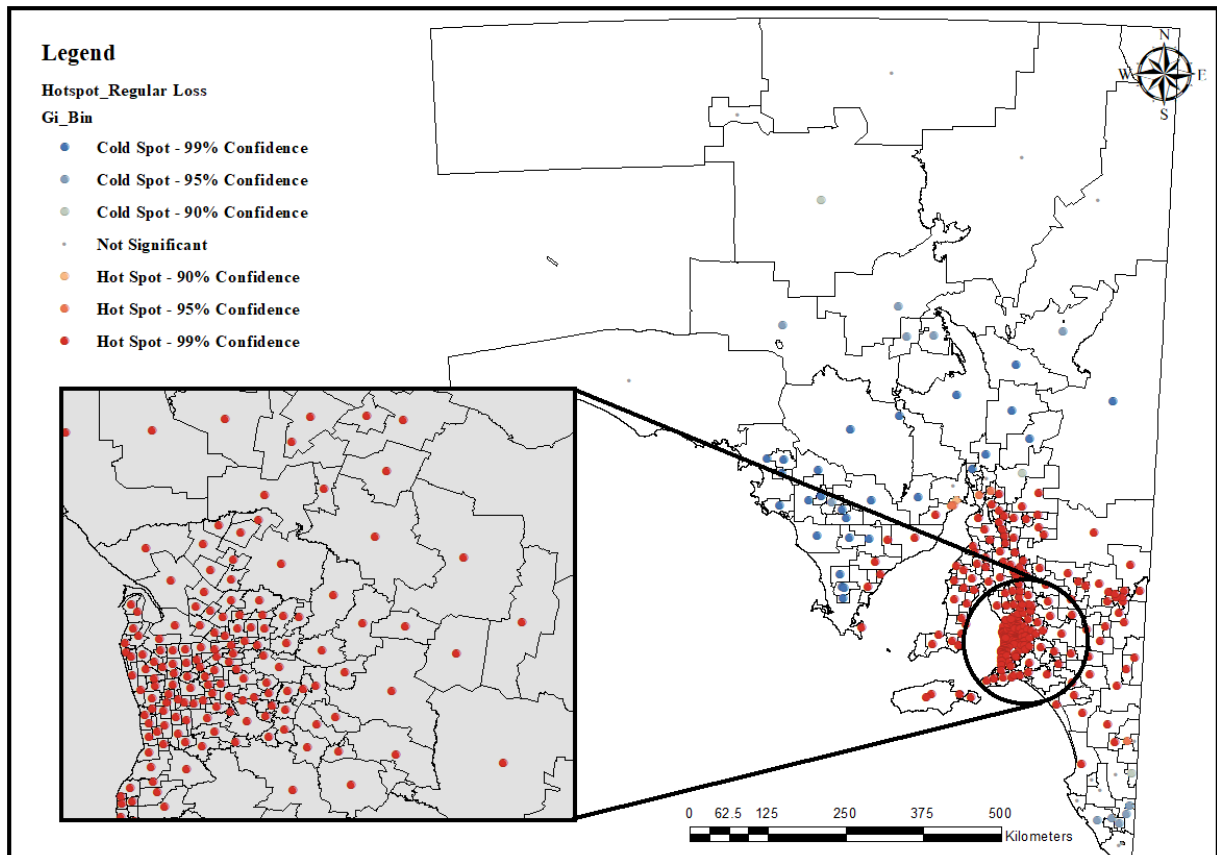 Legend
Hotspot_Regular Loss
Gi_Bin
Cold Spot - 99% Confidence
Cold Spot - 95% Confidence
Cold Spot - 90% Confidence
Not Significant
Hot Spot - 90% Confidence
Hot Spot - 95% Confidence
Hot Spot - 99% Confidence
N
W E
S
0 62.5 125 250 375 500
Kilometers